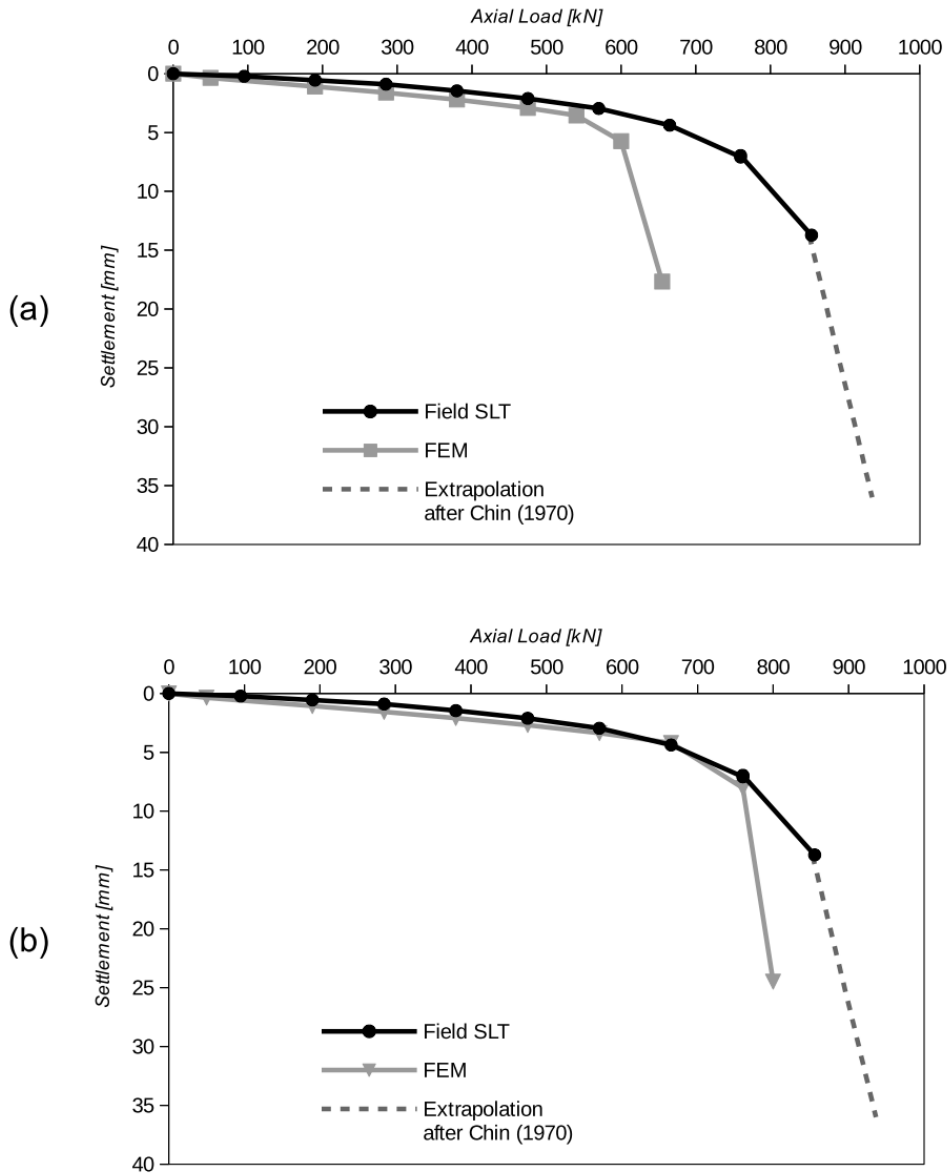 Axial Load [kN]
0 100 200 300 400 500 600 700 800 900 1000
0
5
10
15
20
25
30
35
40
Settlement [mm]
(a)
Field SLT
FEM
Extrapolation
after Chin (1970)
Axial Load [kN]
0 100 200 300 400 500 600 700 800 900 1000
0
5
10
15
20
25
30
35
40
Settlement [mm]
(b)
Field SLT
FEM
Extrapolation
after Chin (1970)